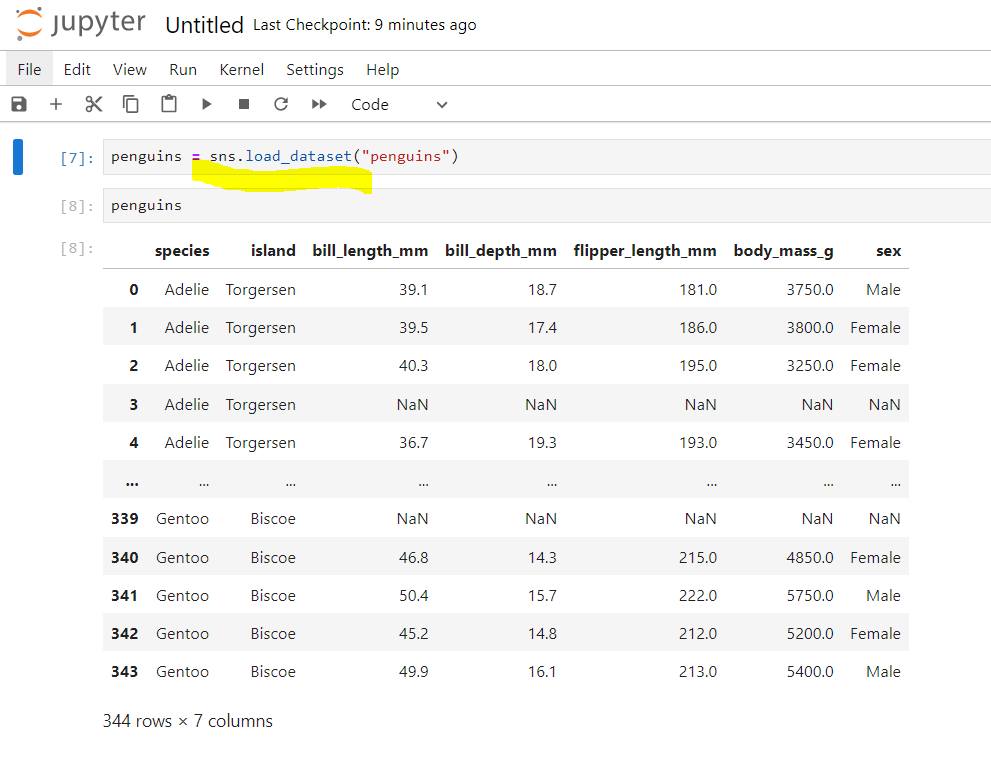 jupyter Untitled Last Checkpoint: 9 minutes ago
File Edit View Run Kernel Settings Help
Code
[7]: penguins = sns.load_dataset("penguins")
[8]: penguins
[8]: species island bill_length_mm bill_depth_mm flipper_length_mm body_mass_g sex
0 Adelie Torgersen 39.1 18.7 181.0 3750.0 Male
1 Adelie Torgersen 39.5 17.4 186.0 3800.0 Female
2 Adelie Torgersen 40.3 18.0 195.0 3250.0 Female
3 Adelie Torgersen NaN NaN NaN NaN NaN
4 Adelie Torgersen 36.7 19.3 193.0 3450.0 Female
... ... ... ... ... ... ... ...
339 Gentoo Biscoe NaN NaN NaN NaN NaN
340 Gentoo Biscoe 46.8 14.3 215.0 4850.0 Female
341 Gentoo Biscoe 50.4 15.7 222.0 5750.0 Male
342 Gentoo Biscoe 45.2 14.8 212.0 5200.0 Female
343 Gentoo Biscoe 49.9 16.1 213.0 5400.0 Male
344 rows × 7 columns